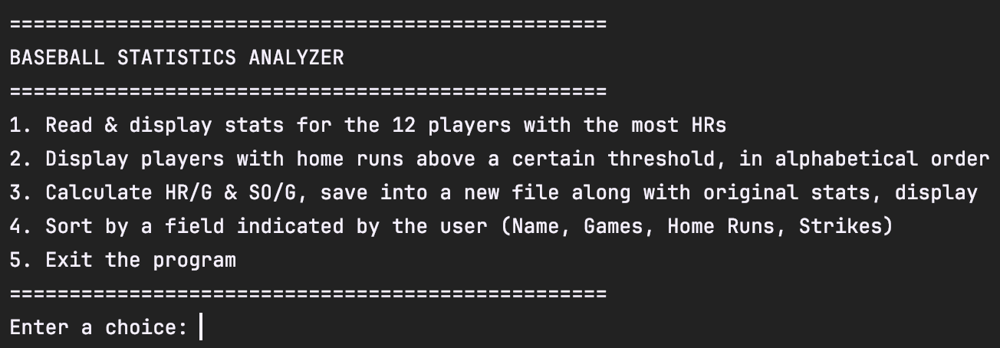 ==================================================
BASEBALL STATISTICS ANALYZER
==================================================
1. Read & display stats for the 12 players with the most HRs
2. Display players with home runs above a certain threshold, in alphabetical order
3. Calculate HR/G & SO/G, save into a new file along with original stats, display
4. Sort by a field indicated by the user (Name, Games, Home Runs, Strikes)
5. Exit the program
==================================================
Enter a choice: